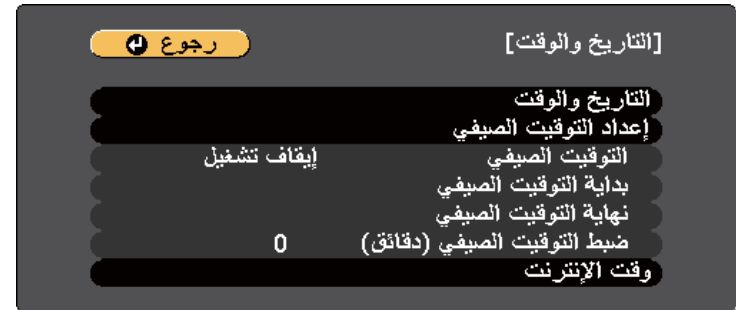 [التاريخ والوقت] رجوع
التاريخ والوقت
إعداد التوقيت الصيفي
التوقيت الصيفي إيقاف تشغيل
بداية التوقيت الصيفي
نهاية التوقيت الصيفي
ضبط التوقيت الصيفي (دقائق) 0
وقت الإنترنت